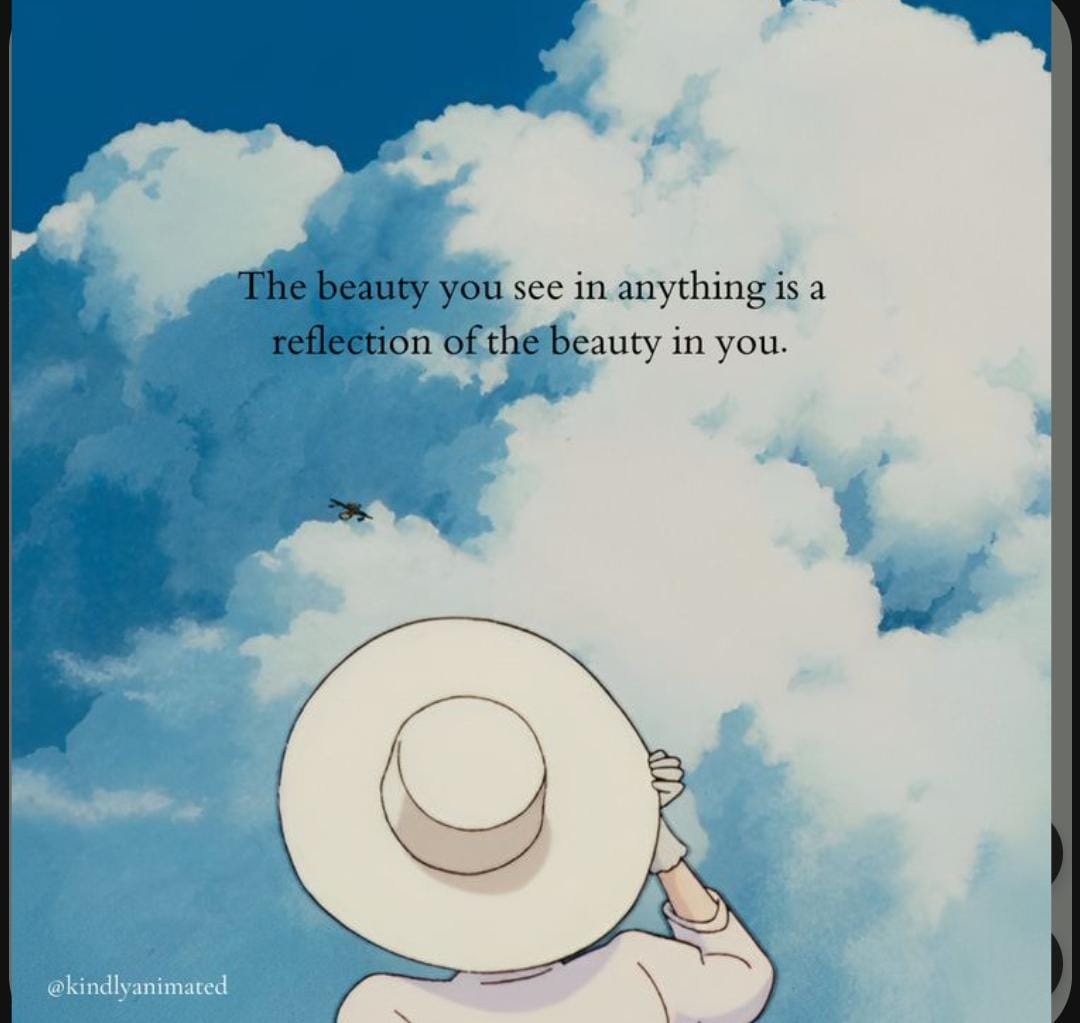 The beauty you see in anything is a
reflection of the beauty in you.
@kindlyanimated